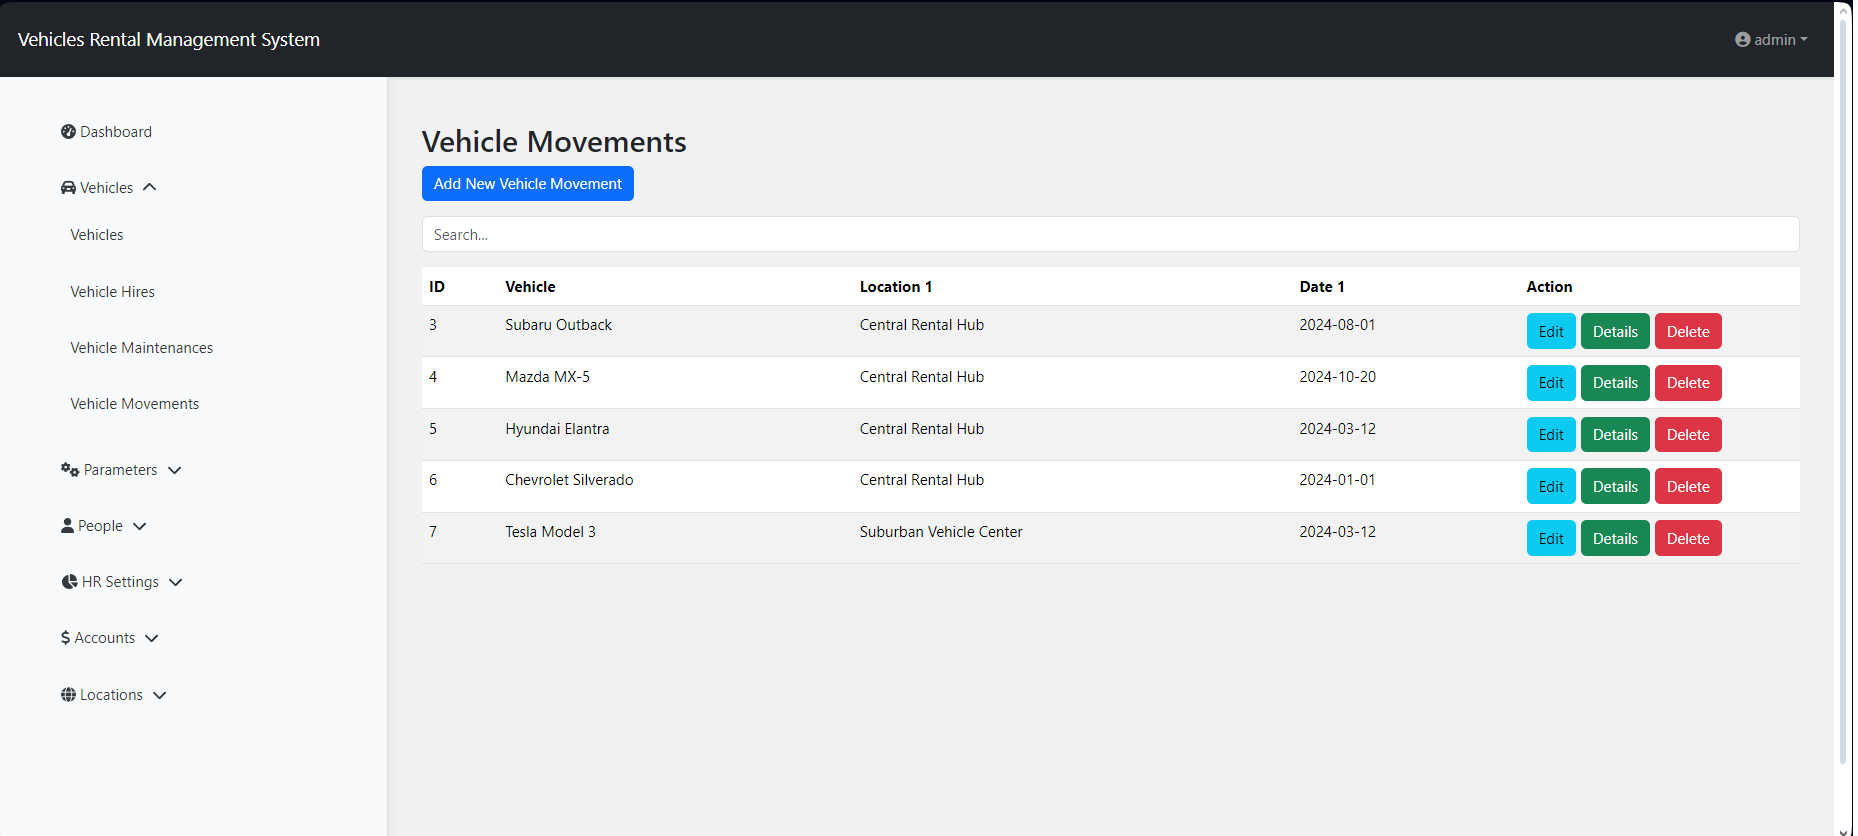 Vehicles Rental Management System
admin
Dashboard
Vehicles
Vehicles
Vehicle Hires
Vehicle Maintenances
Vehicle Movements
Parameters
People
HR Settings
Accounts
Locations
Vehicle Movements
Add New Vehicle Movement
Search...
ID Vehicle Location 1 Date 1 Action
3 Subaru Outback Central Rental Hub 2024-08-01 Edit Details Delete
4 Mazda MX-5 Central Rental Hub 2024-10-20 Edit Details Delete
5 Hyundai Elantra Central Rental Hub 2024-03-12 Edit Details Delete
6 Chevrolet Silverado Central Rental Hub 2024-01-01 Edit Details Delete
7 Tesla Model 3 Suburban Vehicle Center 2024-03-12 Edit Details Delete